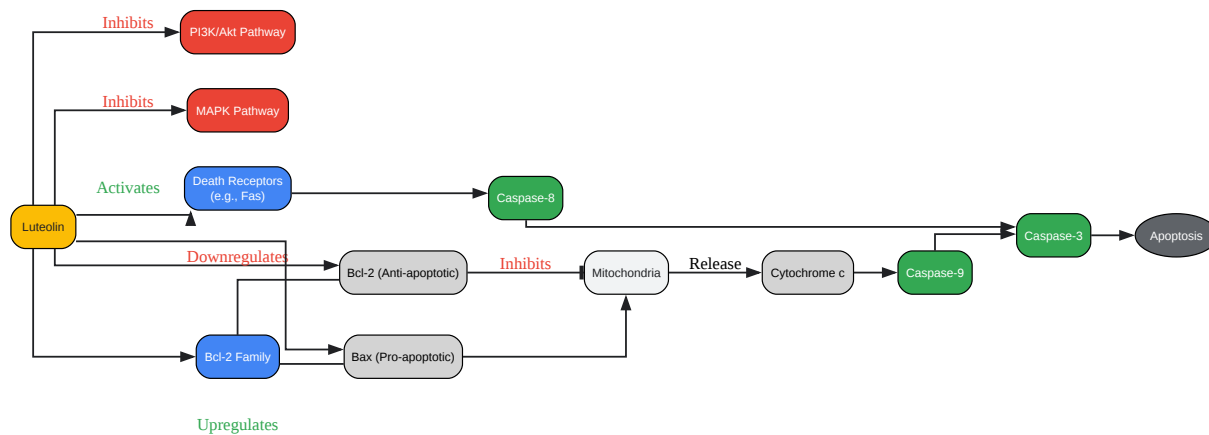 Inhibits
PI3K/Akt Pathway
Inhibits
MAPK Pathway
Activates
Death Receptors
(e.g., Fas)
Caspase-8
Luteolin
Downregulates
Bcl-2 (Anti-apoptotic)
Inhibits
Mitochondria
Release
Cytochrome c
Caspase-9
Caspase-3
Apoptosis
Bcl-2 Family
Bax (Pro-apoptotic)
Upregulates